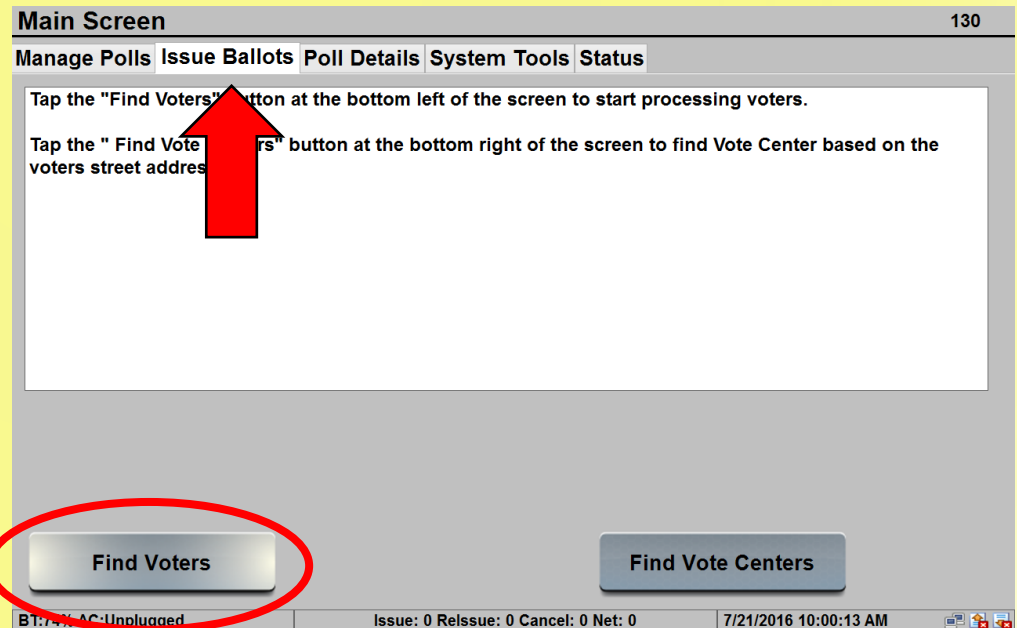 Main Screen 130
Manage Polls Issue Ballots Poll Details System Tools Status
Tap the "Find Voters" at the bottom left of the screen to start processing voters.
Tap the " Find Vote button at the bottom right of the screen to find Vote Center based on the
voters street
Find Voters Find Vote Centers
BT:74% AC:Unplugged Issue: 0 ReIssue: 0 Cancel: 0 Net: 0 7/21/2016 10:00:13 AM